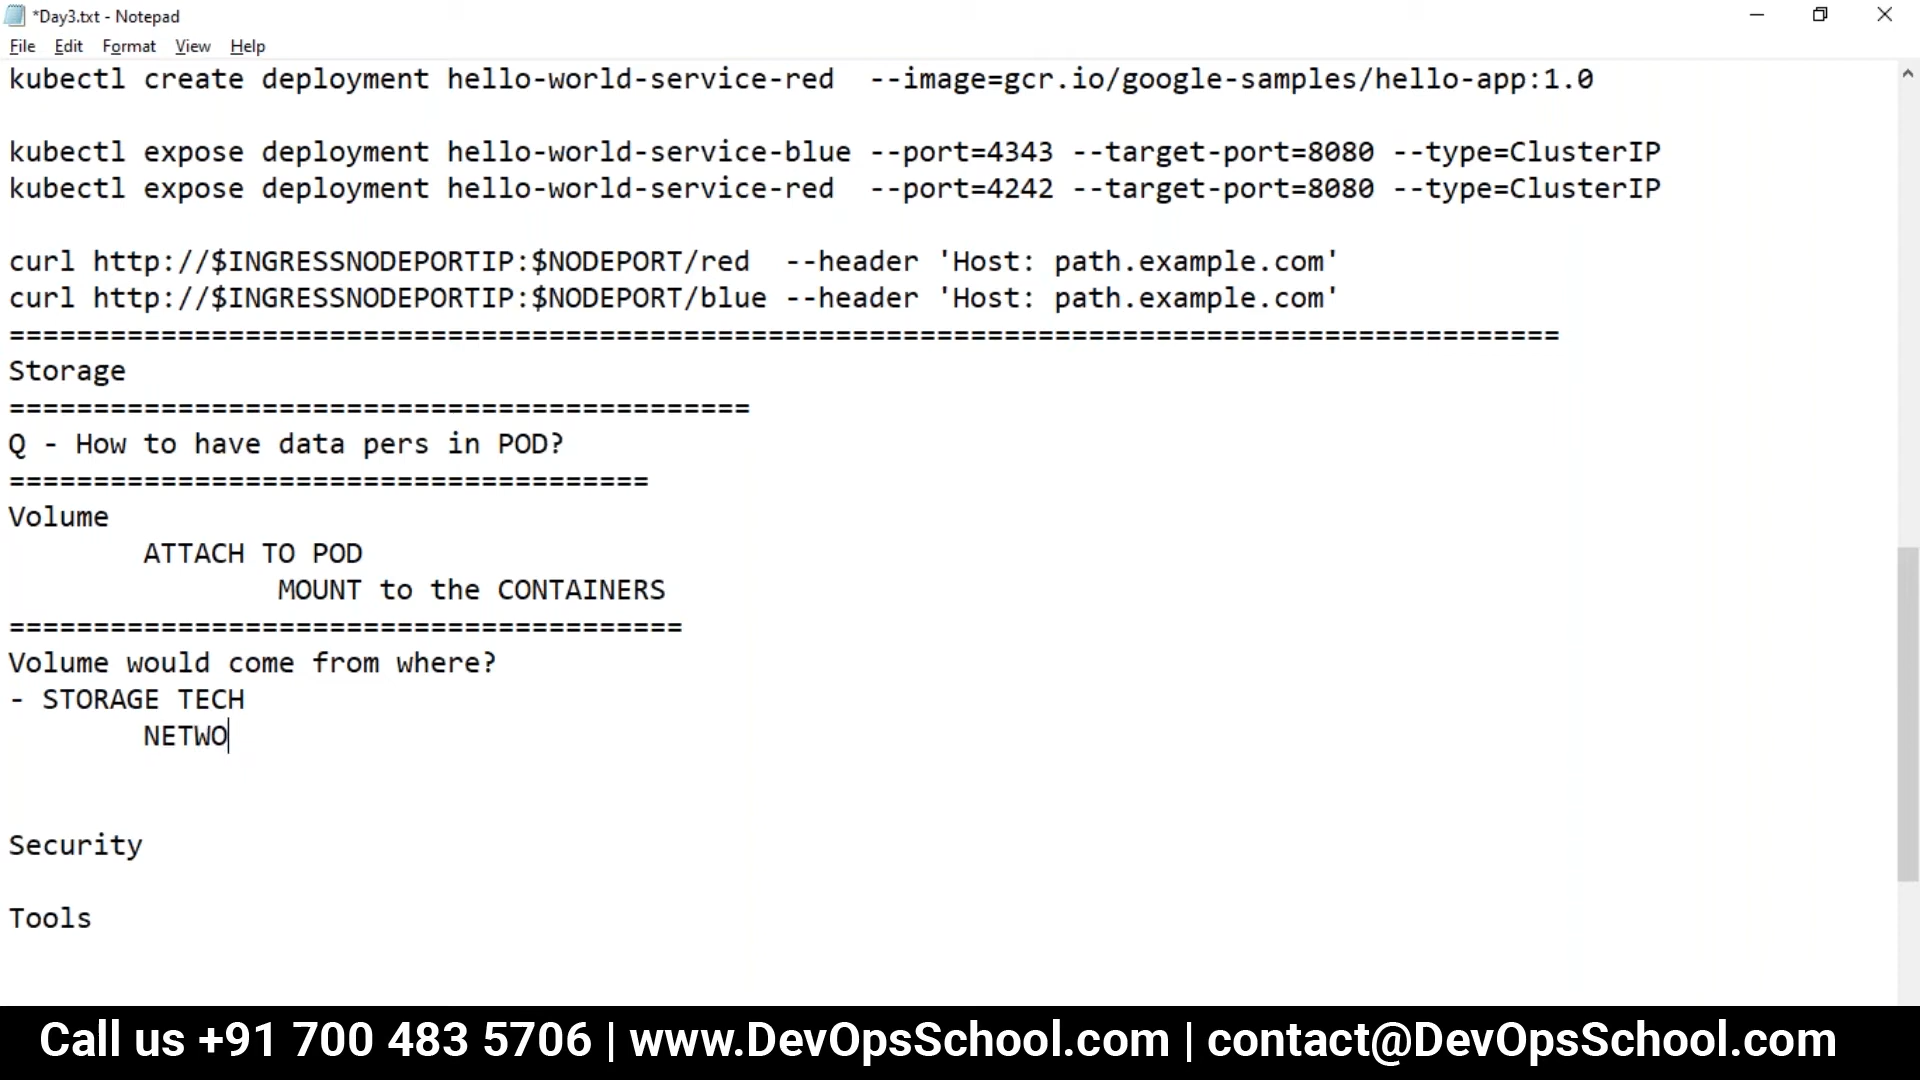 *Day3.txt - Notepad
File Edit Format View Help
kubectl create deployment hello-world-service-red  --image=gcr.io/google-samples/hello-app:1.0
kubectl expose deployment hello-world-service-blue --port=4343 --target-port=8080 --type=ClusterIP
kubectl expose deployment hello-world-service-red  --port=4242 --target-port=8080 --type=ClusterIP
curl http://$INGRESSNODEPORTIP:$NODEPORT/red  --header 'Host: path.example.com'
curl http://$INGRESSNODEPORTIP:$NODEPORT/blue --header 'Host: path.example.com'
============================================================================================
Storage
============================================
Q - How to have data pers in POD?
======================================
Volume
ATTACH TO POD
MOUNT to the CONTAINERS
========================================
Volume would come from where?
- STORAGE TECH
NETWO
Security
Tools
Call us +91 700 483 5706 | www.DevOpsSchool.com | contact@DevOpsSchool.com